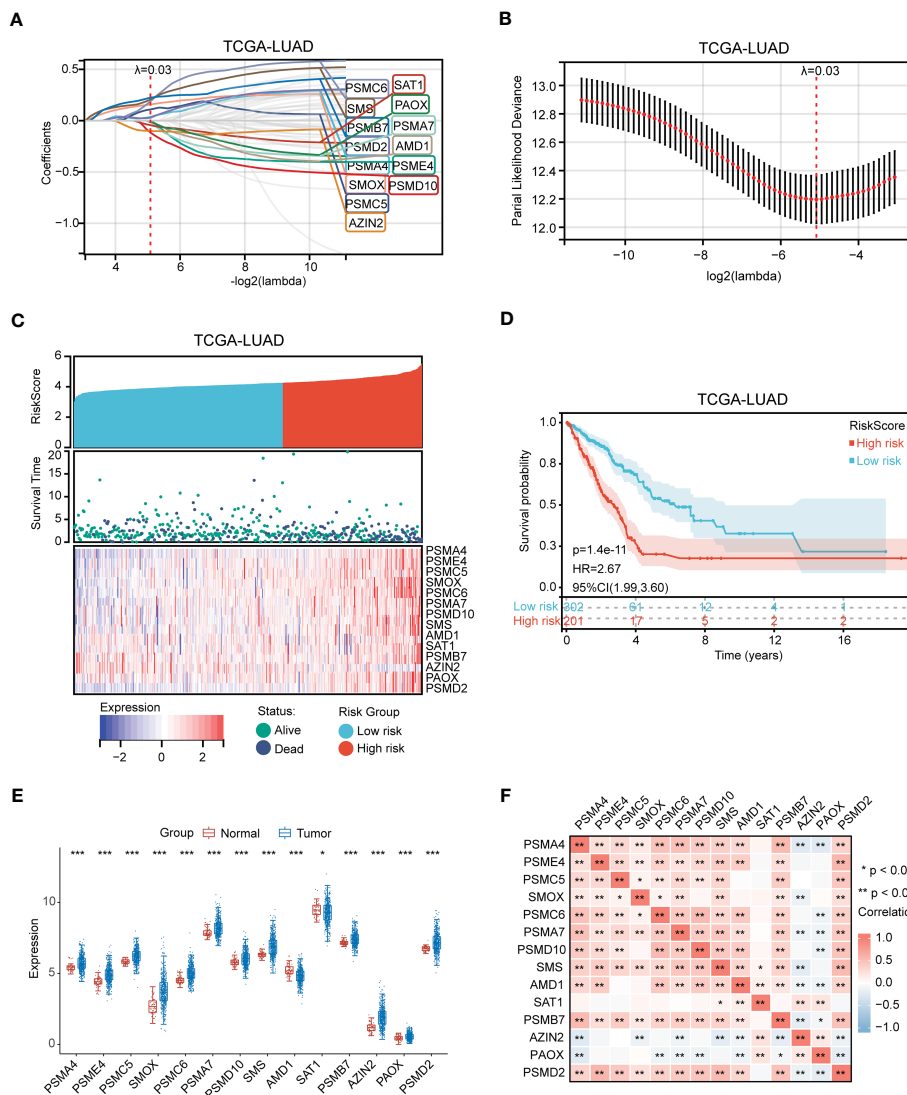 A
TCGA-LUAD
λ=0.03
0.5
0.0
−0.5
−1.0
Coefficients
4
6
8
10
-log2(lambda)
PSMC6
SMS
PSMB7
PSMD2
PSMA4
SMOX
PSMC5
AZIN2
SAT1
PAOX
PSMA7
AMD1
PSME4
PSMD10
B
TCGA-LUAD
λ=0.03
13.0
12.8
12.6
12.4
12.2
12.0
Parial Likelihood Deviance
−10
−8
−6
−4
log2(lambda)
C
TCGA-LUAD
6
4
2
0
RiskScore
20
15
10
5
0
Survival Time
PSMA4
PSME4
PSMC5
SMOX
PSMC6
PSMA7
PSMD10
SMS
AMD1
SAT1
PSMB7
AZIN2
PAOX
PSMD2
Expression
−2 0 2
Status:
Alive
Dead
Risk Group
Low risk
High risk
D
TCGA-LUAD
1.0
0.8
0.5
0.3
0.0
Survival probability
RiskScore
High risk
Low risk
p=1.4e-11
HR=2.67
95%CI(1.99,3.60)
Low risk 302 61 12 4 1
High risk 201 17 5 2 2
0 4 8 12 16
Time (years)
E
Group Normal Tumor
*** *** *** *** *** *** *** *** *** * *** *** *** ***
10
5
0
Expression
PSMA4 PSME4 PSMC5 SMOX PSMC6 PSMA7 PSMD10 SMS AMD1 SAT1 PSMB7 AZIN2 PAOX PSMD2
F
PSMA4 PSME4 PSMC5 SMOX PSMC6 PSMA7 PSMD10 SMS AMD1 SAT1 PSMB7 AZIN2 PAOX PSMD2
PSMA4
PSME4
PSMC5
SMOX
PSMC6
PSMA7
PSMD10
SMS
AMD1
SAT1
PSMB7
AZIN2
PAOX
PSMD2
* p < 0.0
** p < 0.0
Correlatio
1.0
0.5
0.0
−0.5
−1.0